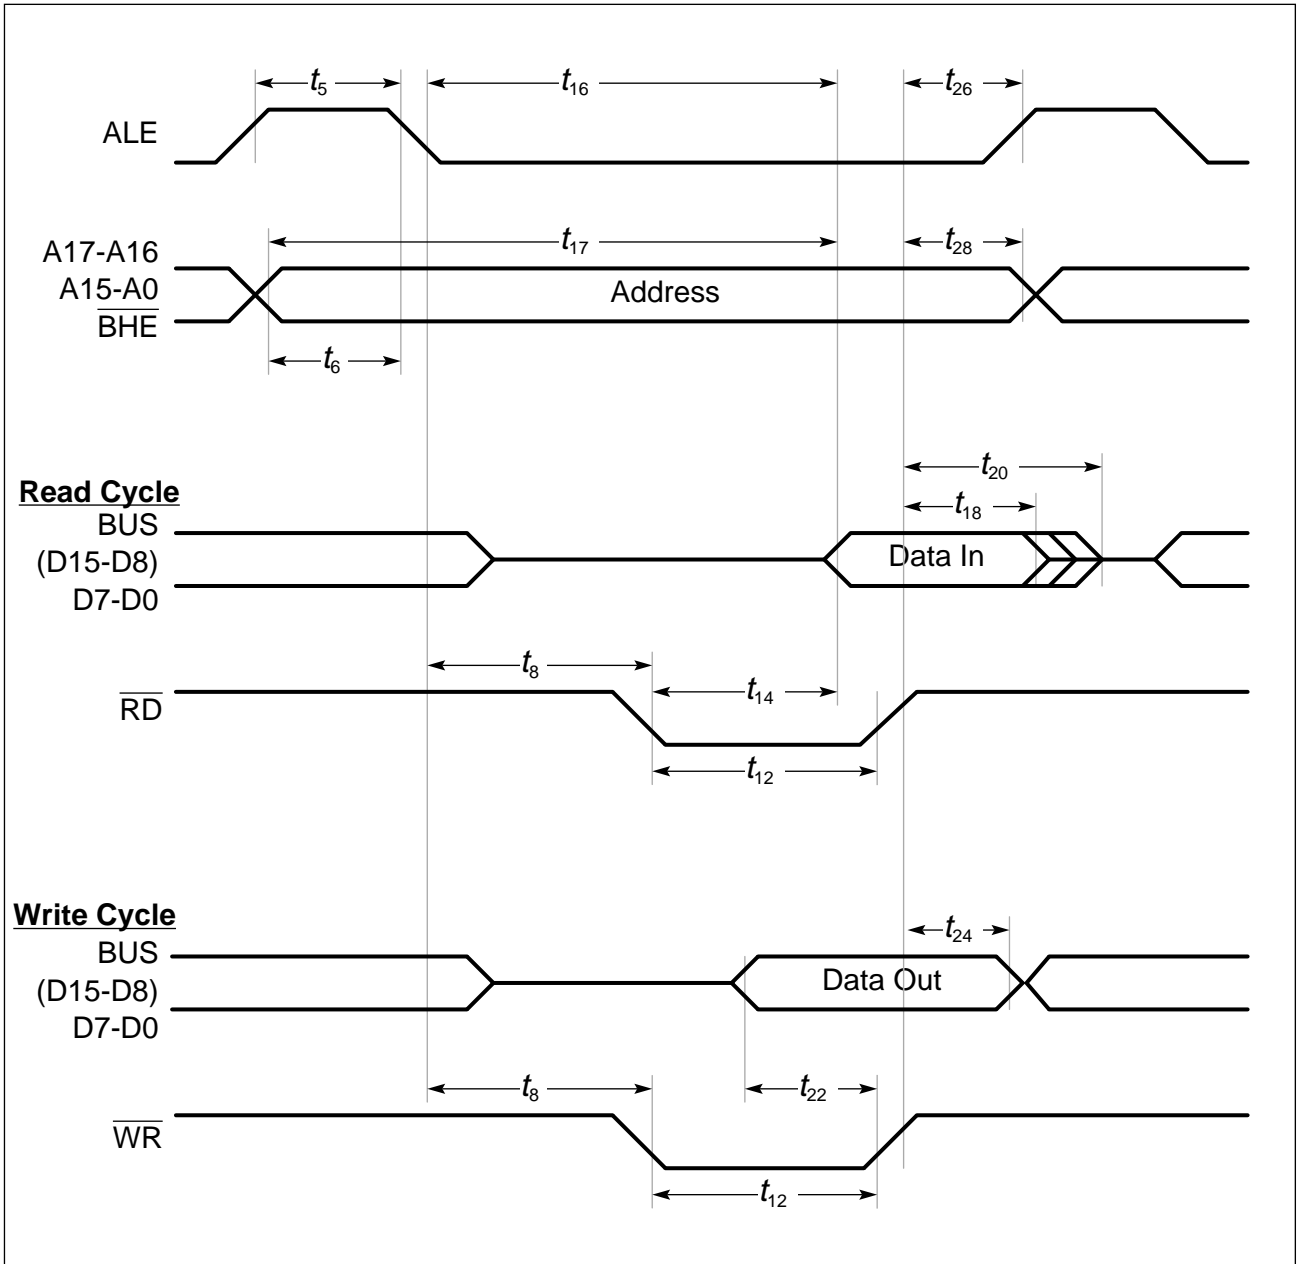 t5
t16
t26
ALE
t17
t28
A17-A16
A15-A0
BHE
Address
t6
t20
t18
Read Cycle
BUS
(D15-D8)
D7-D0
Data In
t8
t14
RD
t12
Write Cycle
BUS
(D15-D8)
D7-D0
t24
Data Out
t8
t22
WR
t12